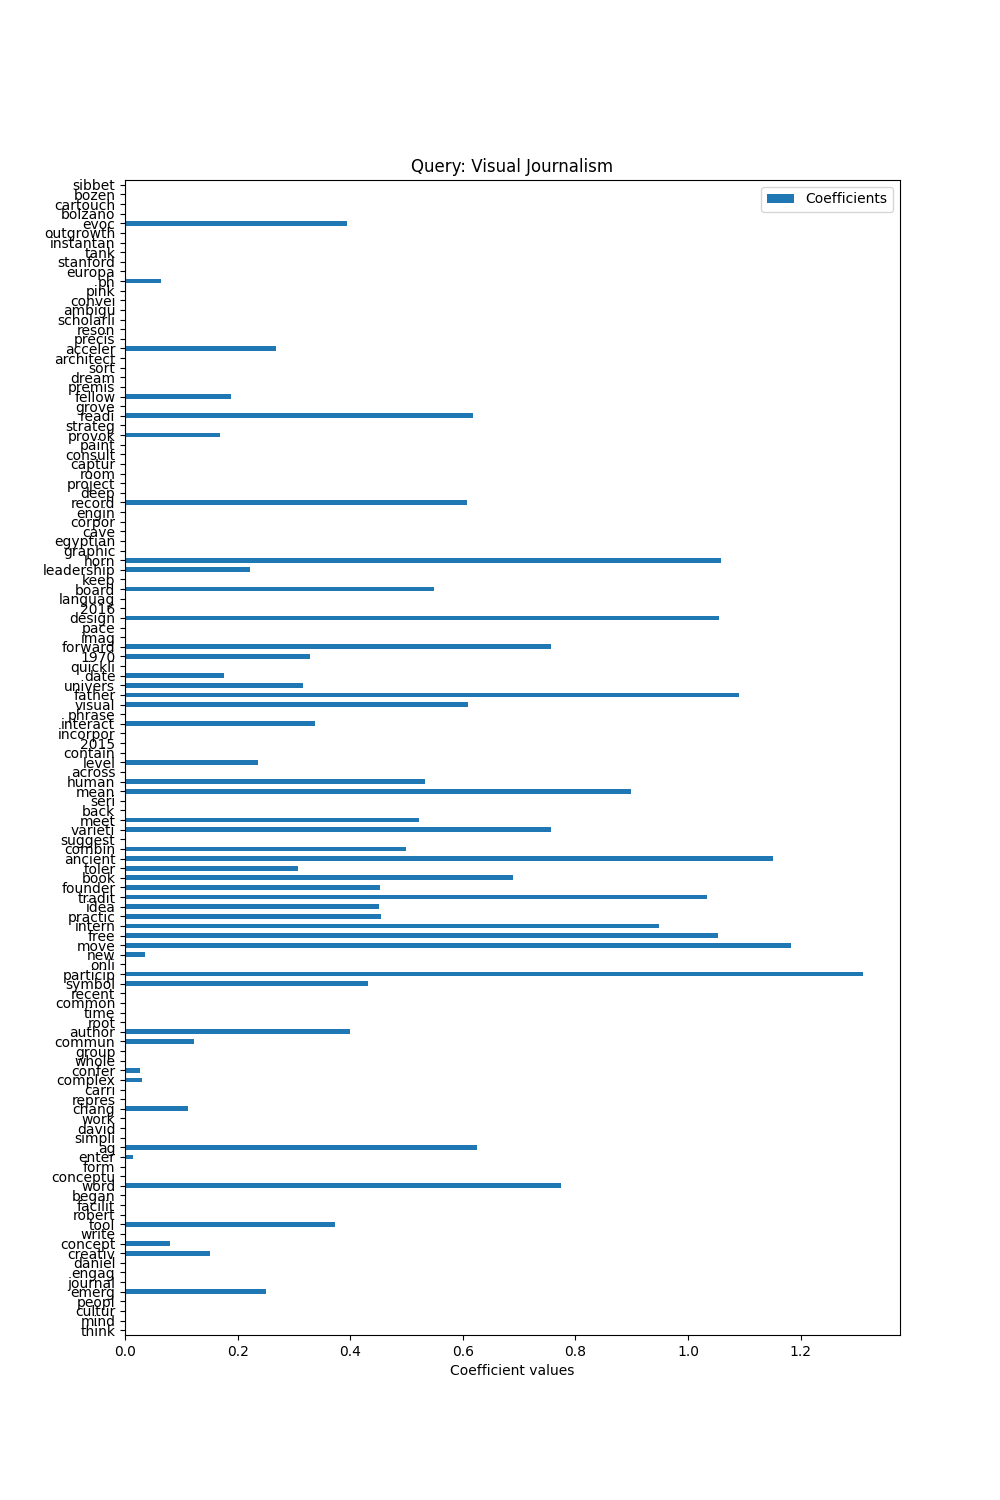 Query: Visual Journalism
Coefficients
sibbet
bozen
cartouch
bolzano
evoc
outgrowth
instantan
tank
stanford
europa
ph
pink
convei
ambigu
scholarli
reson
precis
acceler
architect
sort
dream
premis
fellow
grove
readi
strateg
provok
paint
consult
captur
room
project
deep
record
engin
corpor
cave
egyptian
graphic
horn
leadership
keep
board
languag
2016
design
pace
imag
forward
1970
quickli
date
univers
father
visual
phrase
interact
incorpor
2015
contain
level
across
human
mean
seri
back
meet
varieti
suggest
combin
ancient
toler
book
founder
tradit
idea
practic
intern
free
move
new
onli
particip
symbol
recent
common
time
root
author
commun
group
whole
confer
complex
carri
repres
chang
work
david
simpli
ag
enter
form
conceptu
word
began
facilit
robert
tool
write
concept
creativ
daniel
engag
journal
emerg
peopl
cultur
mind
think
0.0 0.2 0.4 0.6 0.8 1.0 1.2
Coefficient values